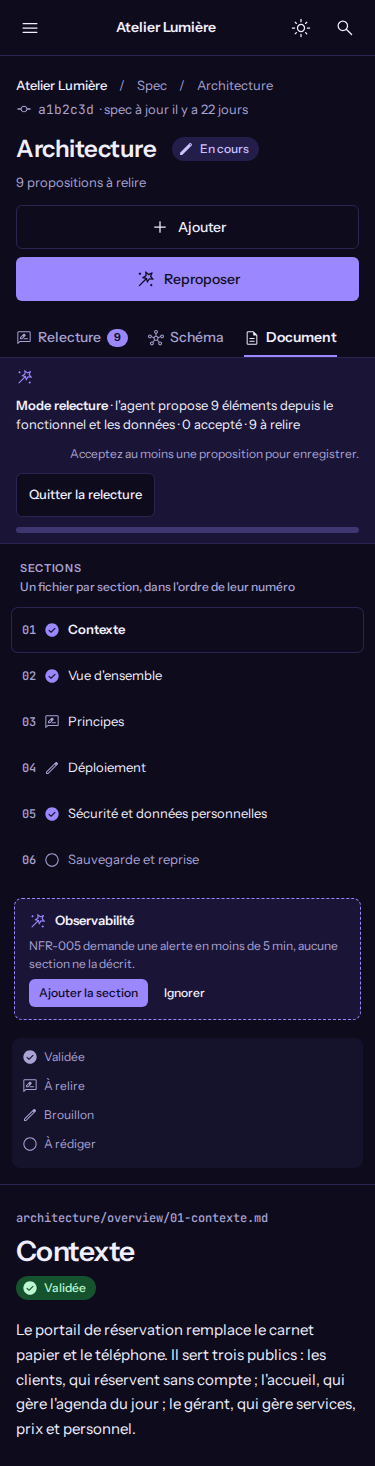 Atelier Lumière
Atelier Lumière / Spec / Architecture
a1b2c3d · spec à jour il y a 22 jours
Architecture En cours
9 propositions à relire
Ajouter
Reproposer
Relecture 9 Schéma Document
Mode relecture · l'agent propose 9 éléments depuis le
fonctionnel et les données · 0 accepté · 9 à relire
Acceptez au moins une proposition pour enregistrer.
Quitter la relecture
SECTIONS
Un fichier par section, dans l'ordre de leur numéro
01 Contexte
02 Vue d'ensemble
03 Principes
04 Déploiement
05 Sécurité et données personnelles
06 Sauvegarde et reprise
Observabilité
NFR-005 demande une alerte en moins de 5 min, aucune
section ne la décrit.
Ajouter la section Ignorer
Validée
À relire
Brouillon
À rédiger
architecture/overview/01-contexte.md
Contexte
Validée
Le portail de réservation remplace le carnet
papier et le téléphone. Il sert trois publics : les
clients, qui réservent sans compte ; l'accueil, qui
gère l'agenda du jour ; le gérant, qui gère services,
prix et personnel.